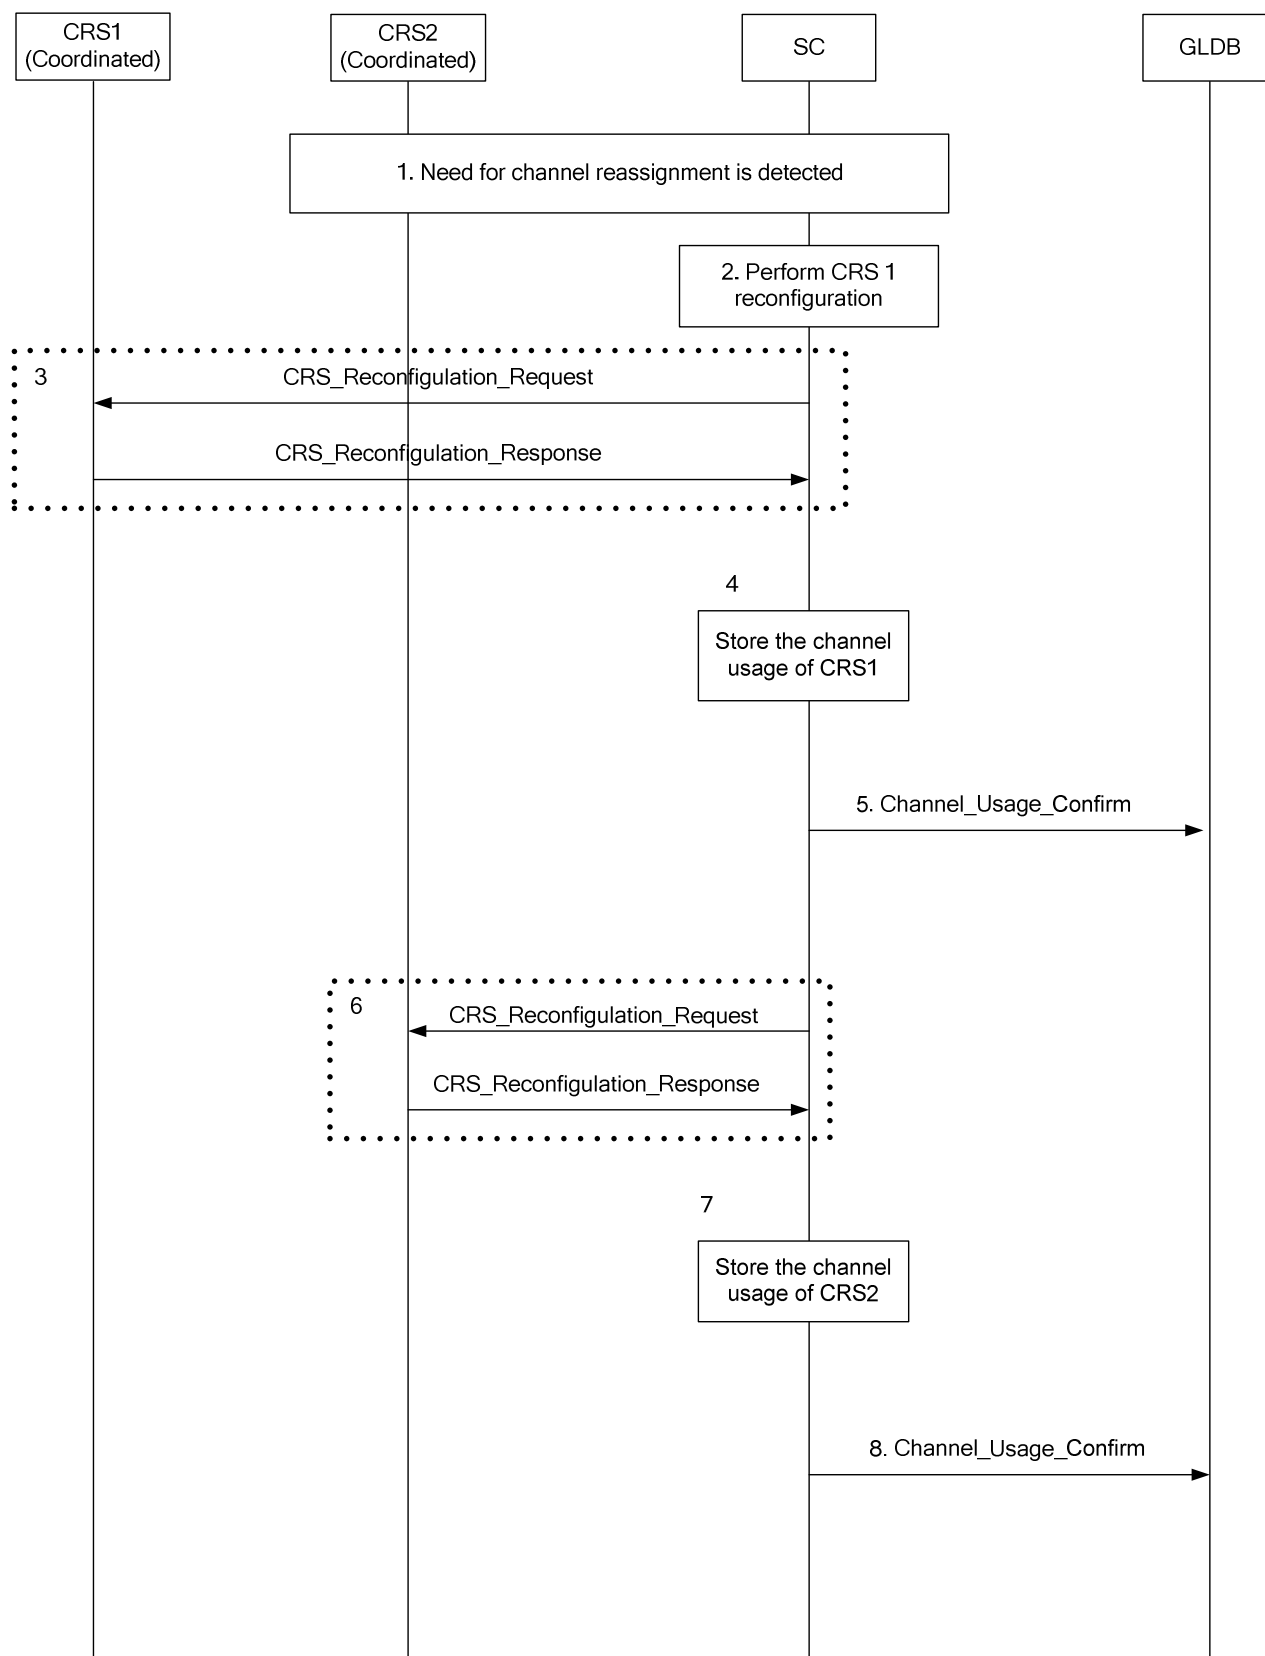 CRS1
(Coordinated)
CRS2
(Coordinated)
SC
GLDB
1. Need for channel reassignment is detected
2. Perform CRS 1
reconfiguration
3
CRS_Reconfigulation_Request
CRS_Reconfigulation_Response
4
Store the channel
usage of CRS1
5. Channel_Usage_Confirm
6
CRS_Reconfigulation_Request
CRS_Reconfigulation_Response
7
Store the channel
usage of CRS2
8. Channel_Usage_Confirm